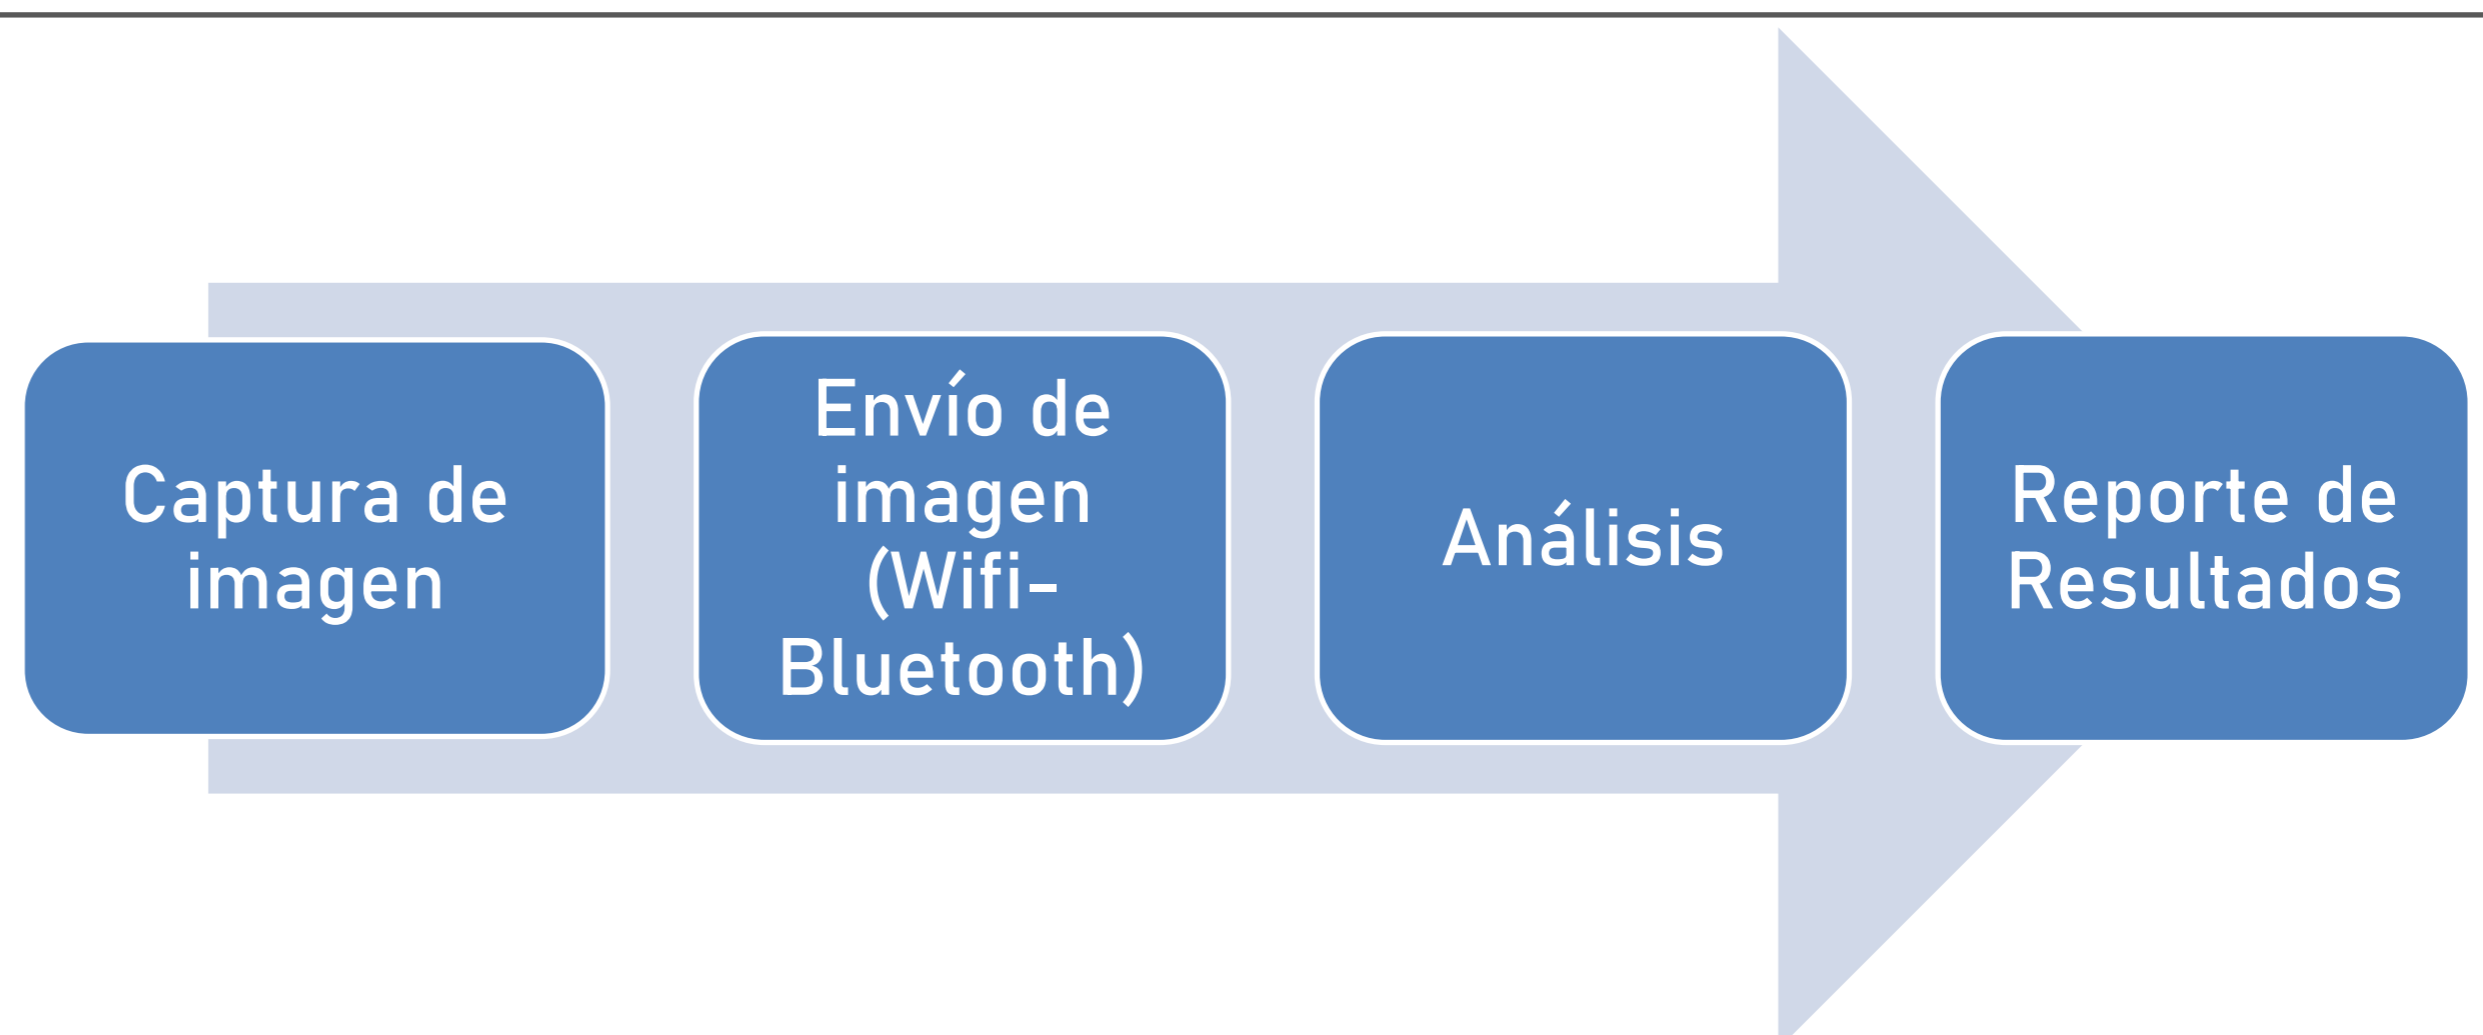 Captura de
imagen
Envío de
imagen
(Wifi-
Bluetooth)
Análisis
Reporte de
Resultados